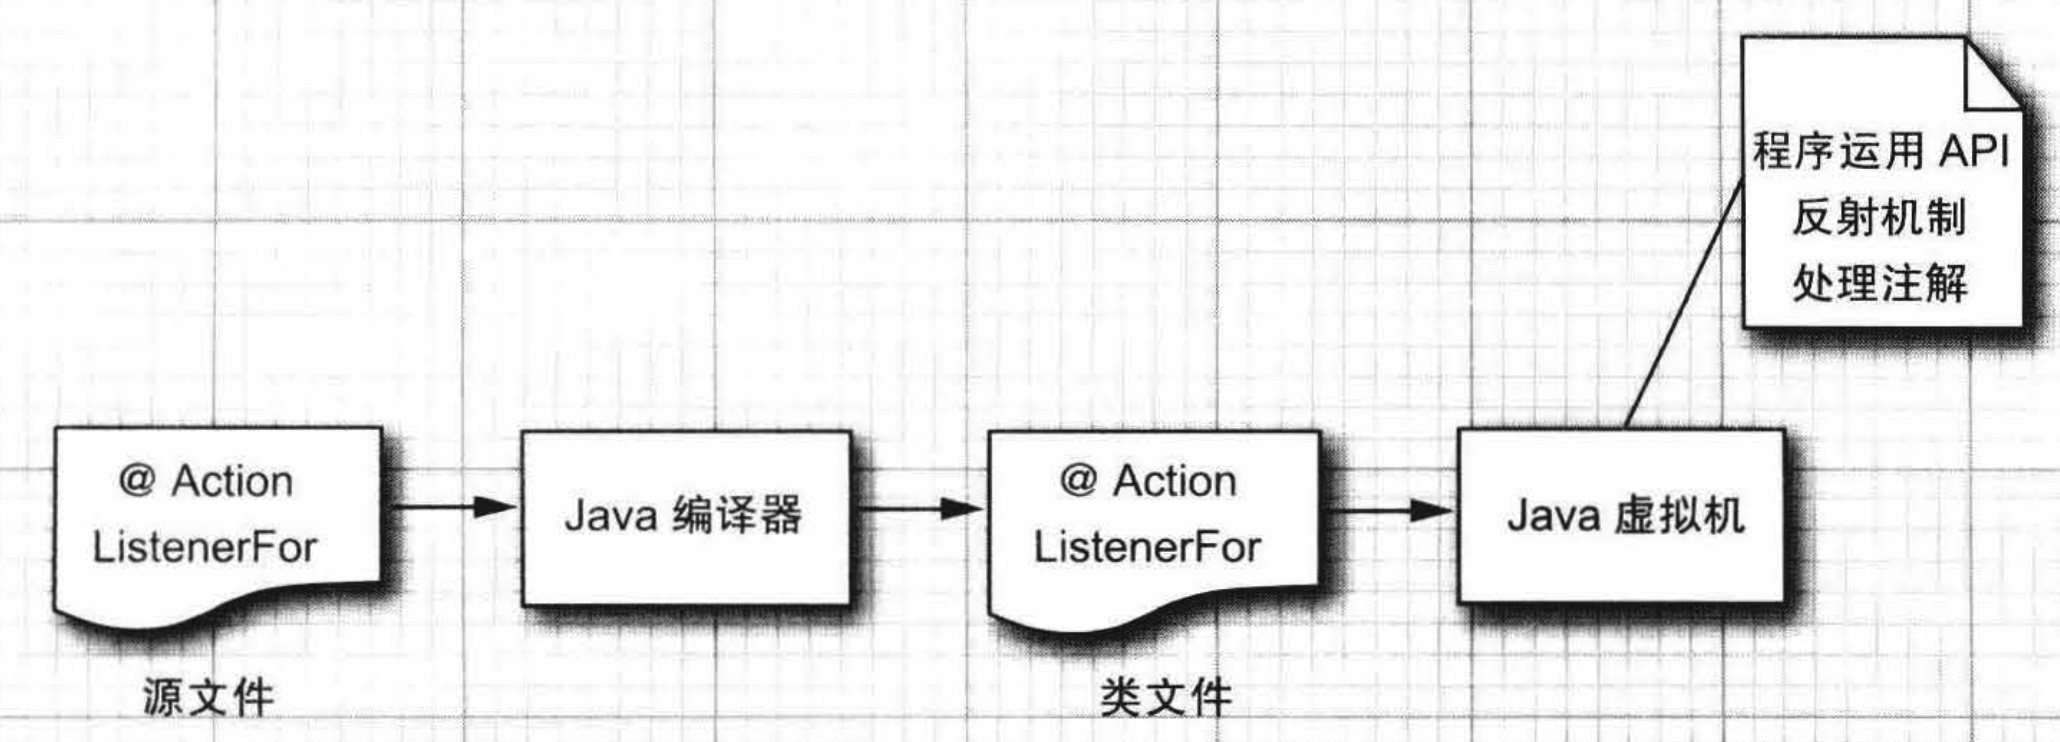 程序运用 API
反射机制
处理注解
@ Action
ListenerFor
Java 编译器
@ Action
ListenerFor
Java 虚拟机
源文件
类文件